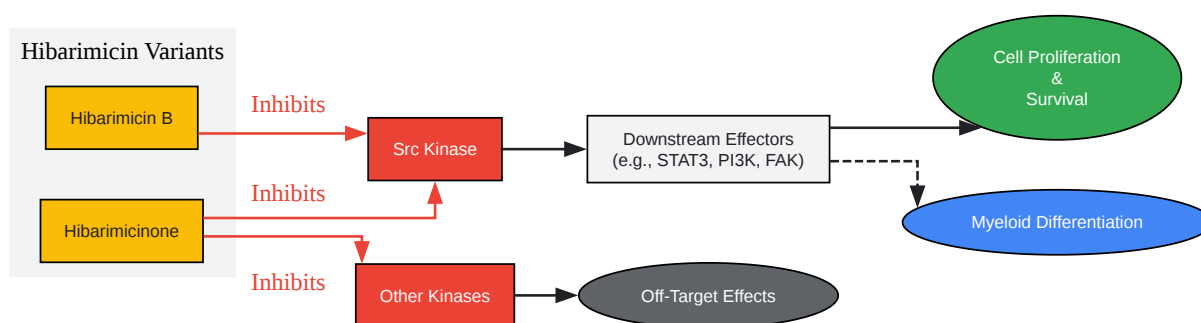 Hibarimicin Variants
Hibarimicin B
Inhibits
Src Kinase
Downstream Effectors
(e.g., STAT3, PI3K, FAK)
Cell Proliferation
&
Survival
Hibarimicinone
Inhibits
Myeloid Differentiation
Inhibits
Other Kinases
Off-Target Effects